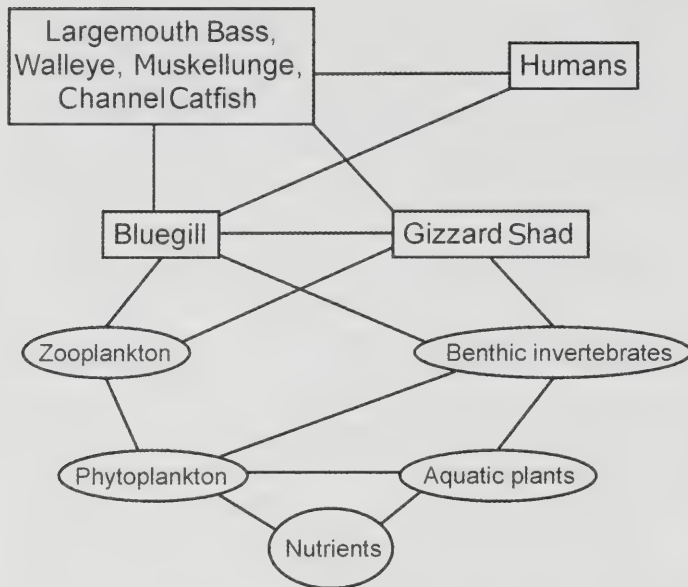 Largemouth Bass,
Walleye, Muskellunge,
Channel Catfish
Humans
Bluegill
Gizzard Shad
Zooplankton
Benthic invertebrates
Phytoplankton
Aquatic plants
Nutrients